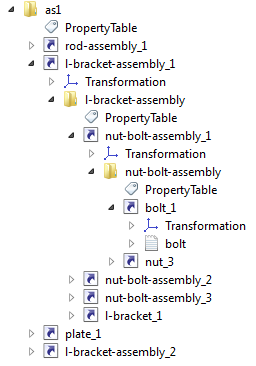 as1
PropertyTable
rod-assembly_1
l-bracket-assembly_1
Transformation
l-bracket-assembly
PropertyTable
nut-bolt-assembly_1
Transformation
nut-bolt-assembly
PropertyTable
bolt_1
Transformation
bolt
nut_3
nut-bolt-assembly_2
nut-bolt-assembly_3
l-bracket_1
plate_1
l-bracket-assembly_2